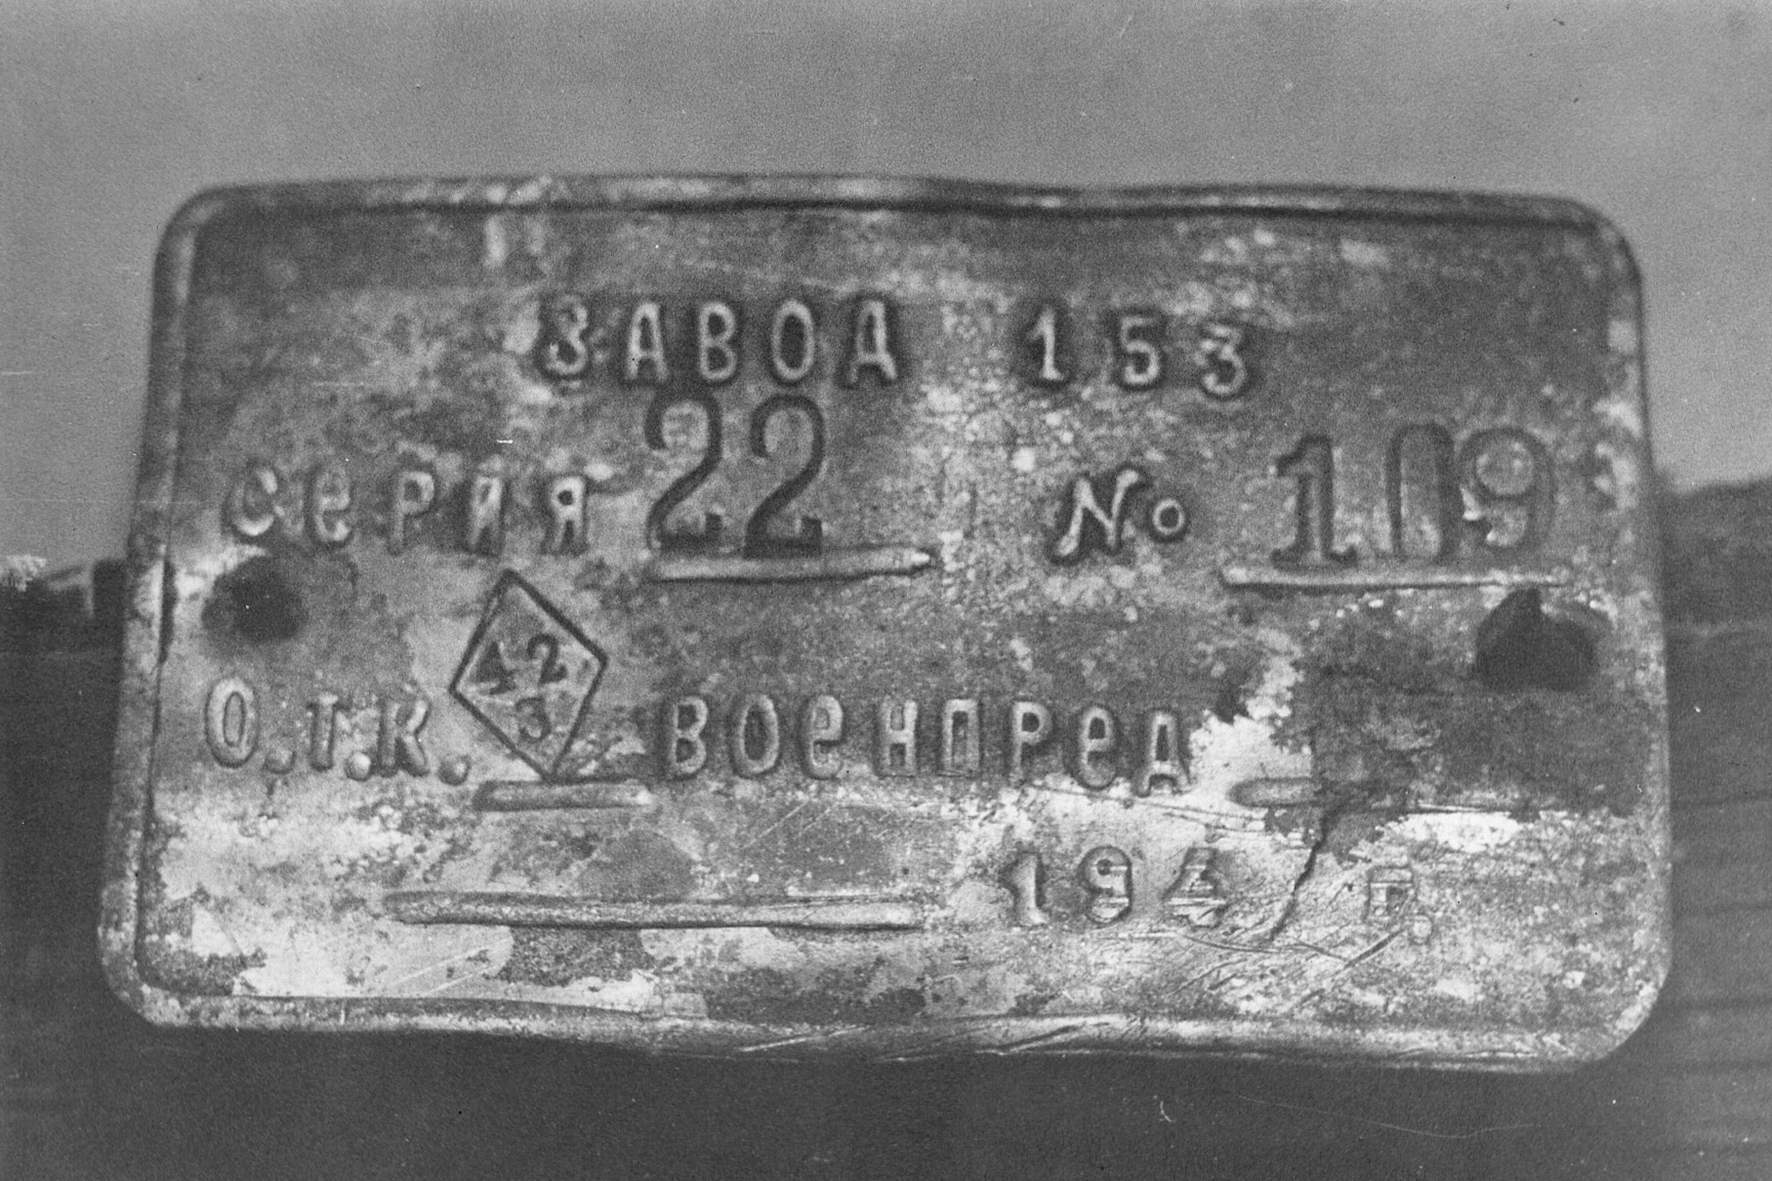 ЗАВОД 153
серия 22 № 109
О.т.К. 42 3 военпред
194 г.